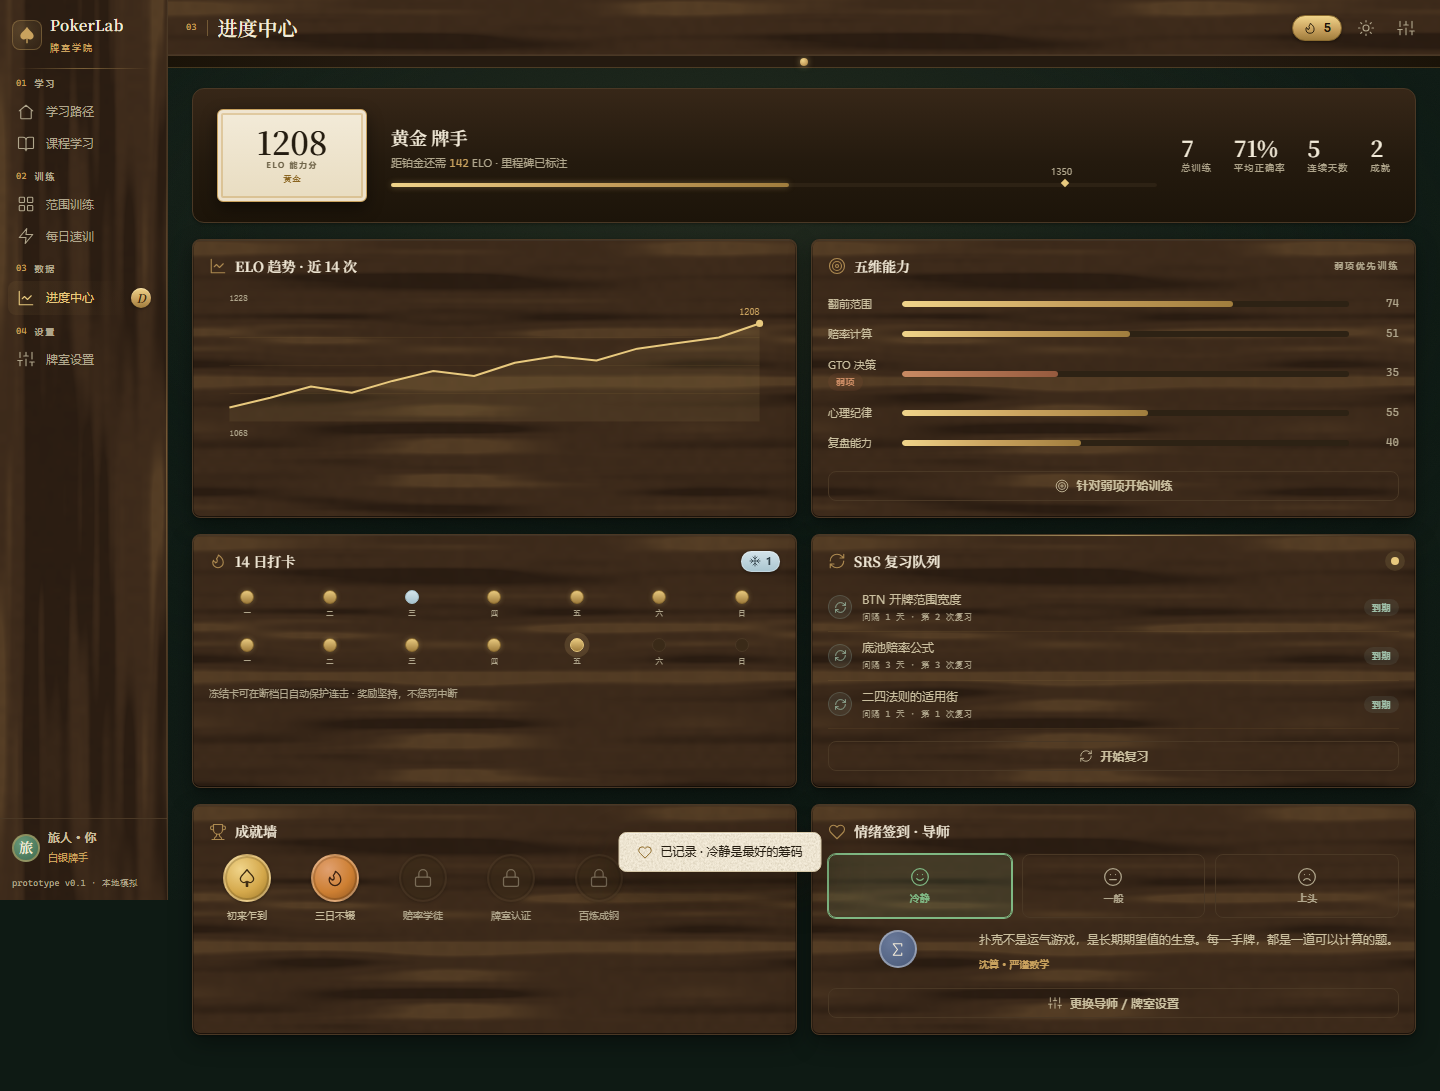 PokerLab
牌室学院
01 学习
学习路径
课程学习
02 训练
范围训练
每日速训
03 数据
进度中心
D
04 设置
牌室设置
旅
旅人 • 你
白银牌手
prototype v0.1 · 本地模拟
03
进度中心
5
1208
ELO 能力分
黄金
黄金 牌手
距铂金还需 142 ELO · 里程碑已标注
1350
7
总训练
71%
平均正确率
5
连续天数
2
成就
ELO 趋势 · 近 14 次
1228
1208
1068
五维能力
弱项优先训练
翻前范围
74
赔率计算
51
GTO 决策
弱项
35
心理纪律
55
复盘能力
40
针对弱项开始训练
14 日打卡
1
一 二 三 四 五 六 日
一 二 三 四 五 六 日
冻结卡可在断档日自动保护连击 · 奖励坚持，不惩罚中断
SRS 复习队列
BTN 开牌范围宽度
间隔 1 天 · 第 2 次复习
到期
底池赔率公式
间隔 3 天 · 第 3 次复习
到期
二四法则的适用街
间隔 1 天 · 第 1 次复习
到期
开始复习
成就墙
初来乍到
三日不辍
赔率学徒
牌室认证
百炼成钢
已记录 · 冷静是最好的筹码
情绪签到 · 导师
冷静
一般
上头
Σ
扑克不是运气游戏，是长期期望值的生意。每一手牌，都是一道可以计算的题。
沈算 • 严谨数学
更换导师 / 牌室设置